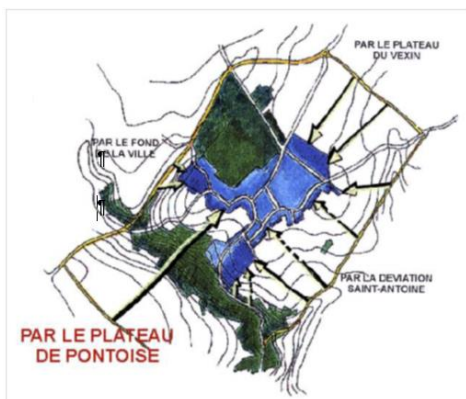 PAR LE PLATEAU
DU VEXIN
PAR LE FOND
DE LA VILLE
PAR LA DEVIATION
SAINT-ANTOINE
PAR LE PLATEAU
DE PONTOISE